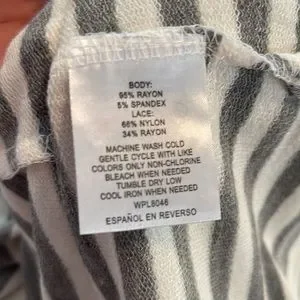 BODY:
95% RAYON
5% SPANDEX
LACE:
66% NYLON
34% RAYON
MACHINE WASH COLD
GENTLE CYCLE WITH LIKE
COLORS ONLY NON-CHLORINE
BLEACH WHEN NEEDED
TUMBLE DRY LOW
COOL IRON WHEN NEEDED
WPL8046
ESPAÑOL EN REVERSO